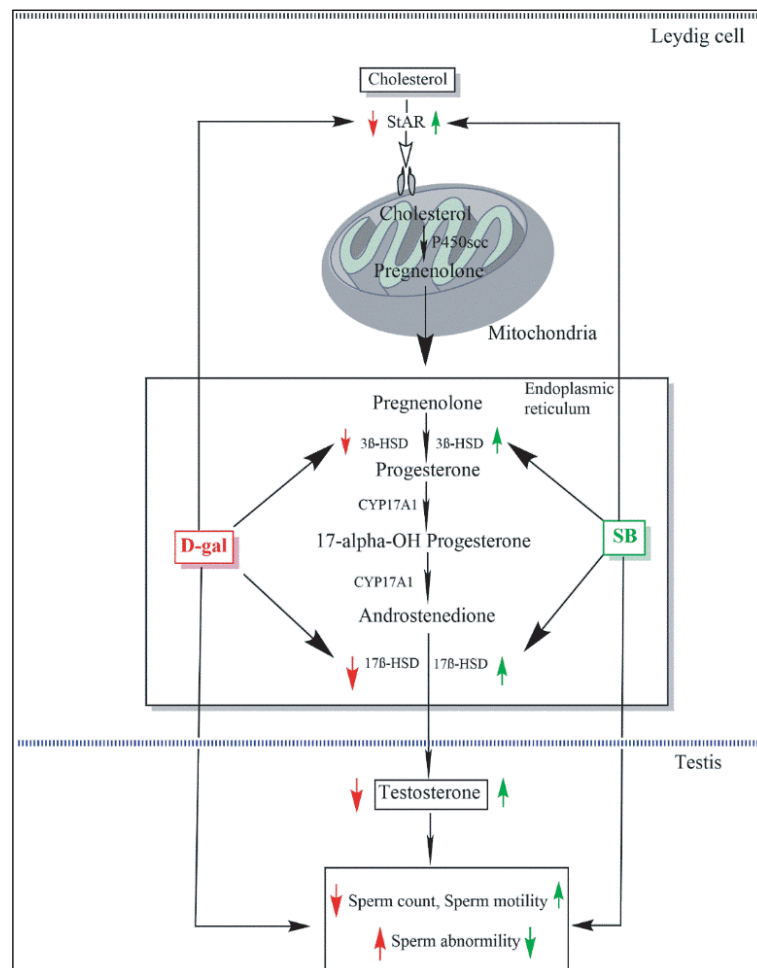 Leydig cell
Cholesterol
StAR
Cholesterol
P450scc
Pregnenolone
Mitochondria
Endoplasmic
reticulum
Pregnenolone
3ß-HSD 3ß-HSD
Progesterone
CYP17A1
17-alpha-OH Progesterone
D-gal
SB
CYP17A1
Androstenedione
17ß-HSD 17ß-HSD
Testis
Testosterone
Sperm count, Sperm motility
Sperm abnormility